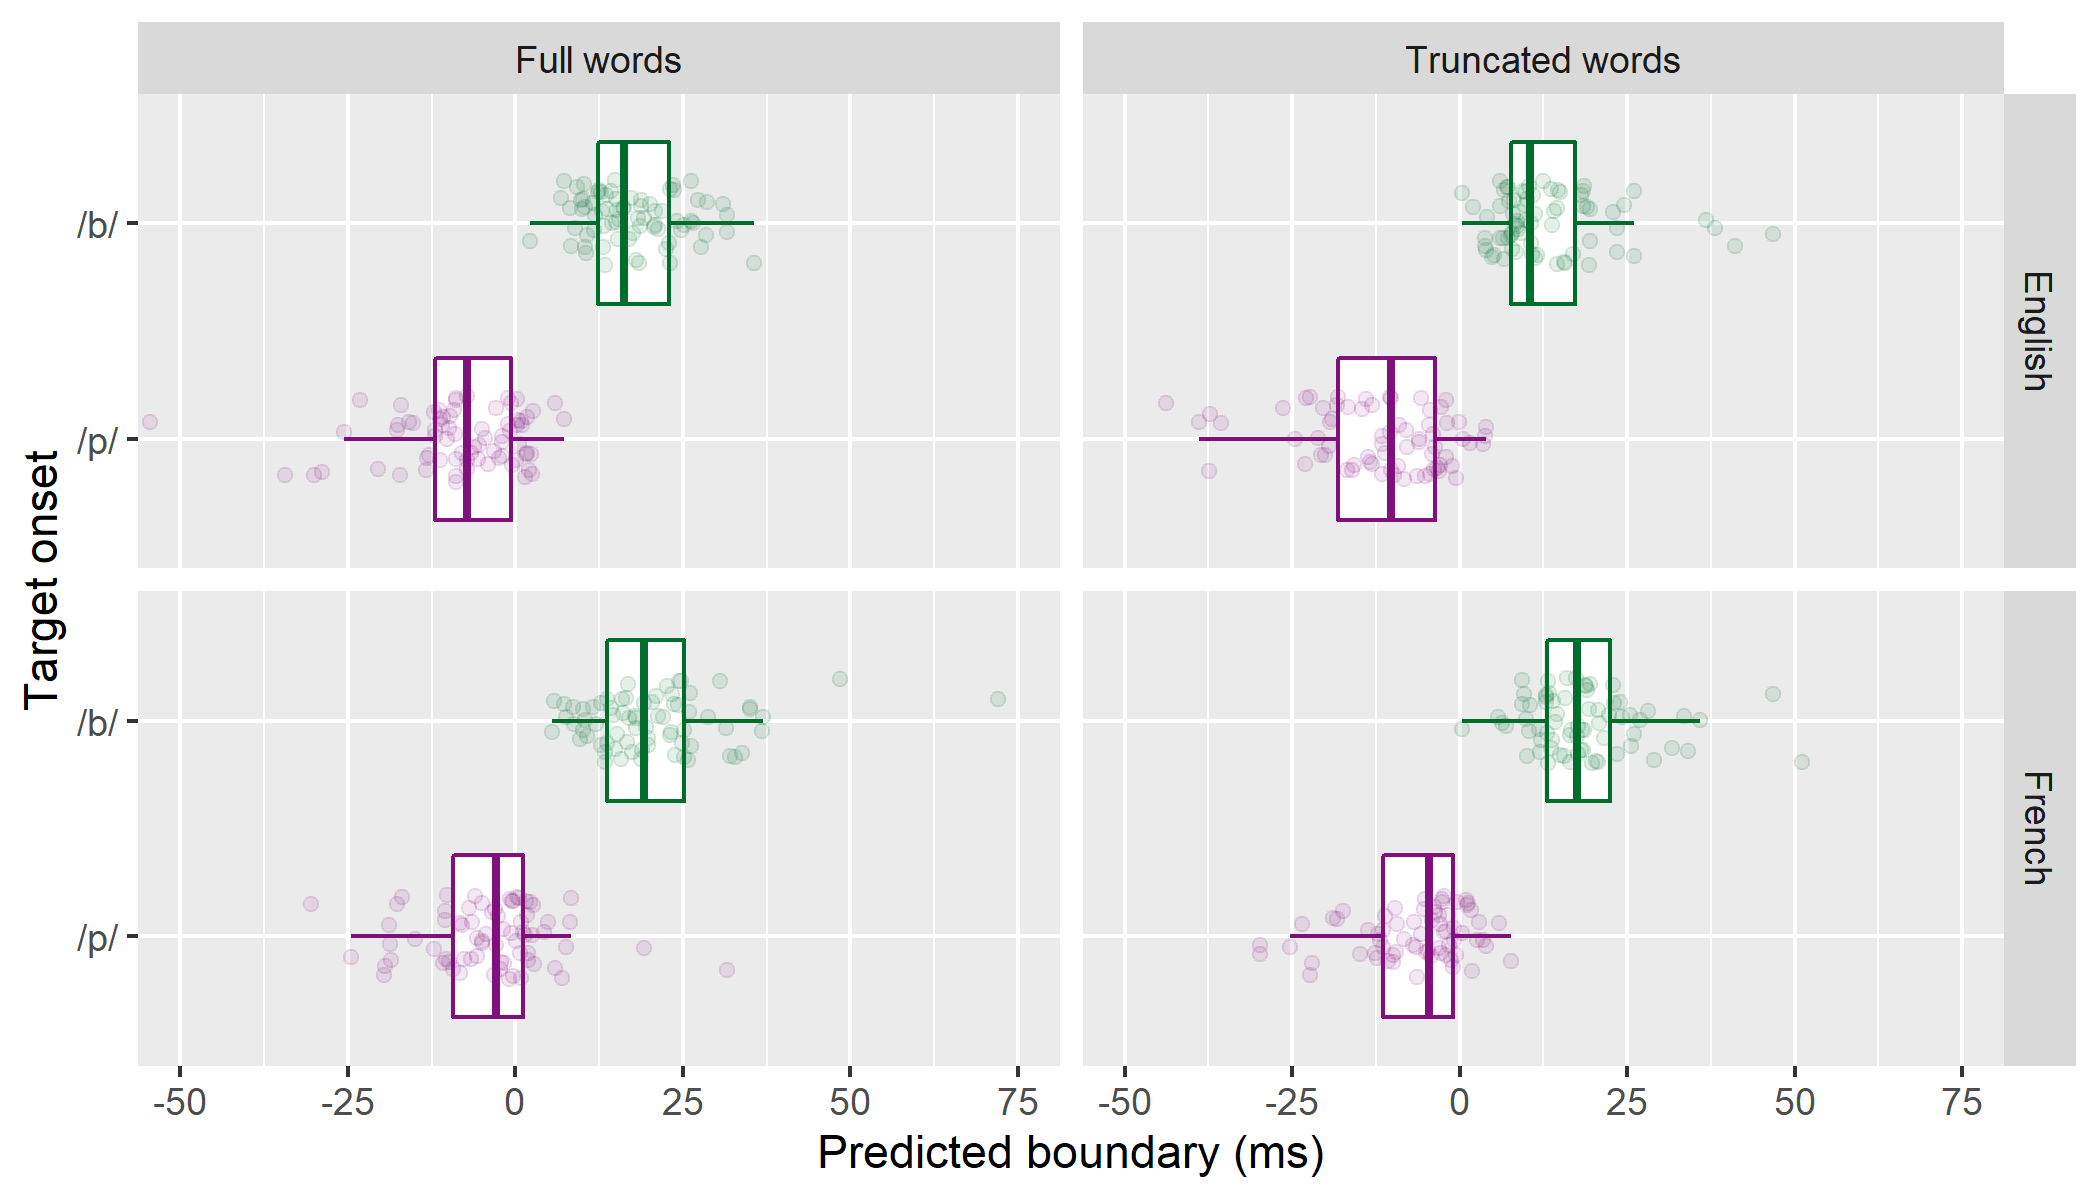 Full words
Truncated words
Target onset
/b/
/p/
English
/b/
/p/
French
-50 -25 0 25 50 75
-50 -25 0 25 50 75
Predicted boundary (ms)